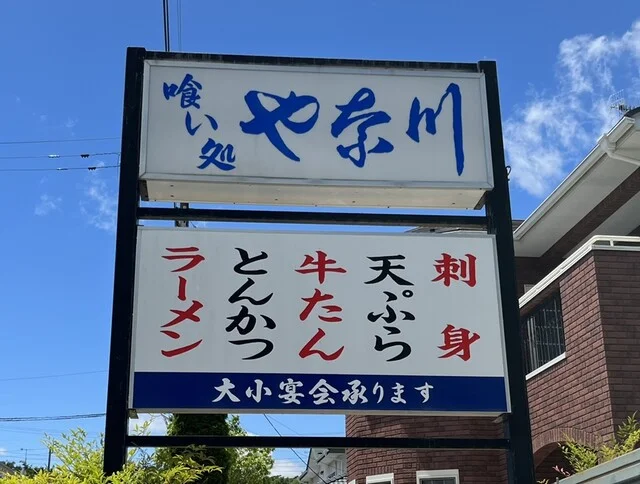 喰い処
や奈川
刺身
天ぷら
牛たん
とんかつ
ラーメン
大小宴会承ります